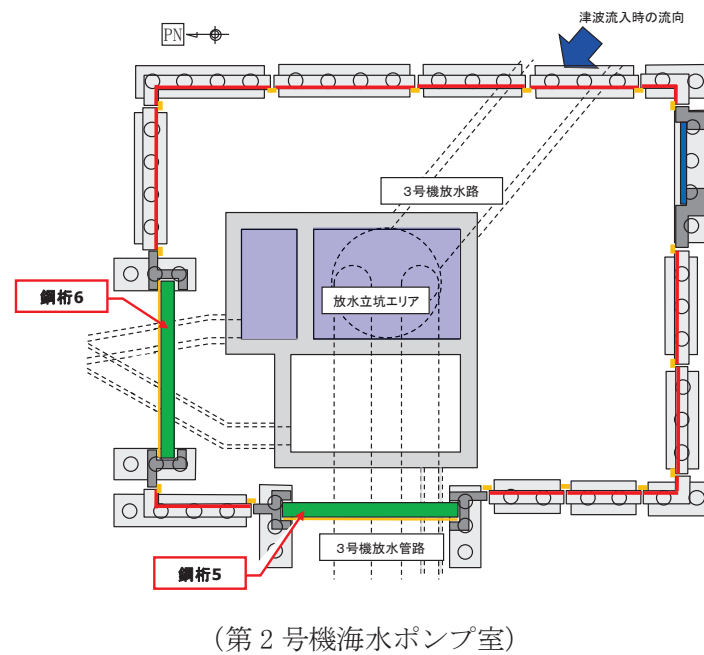 津波流入時の流向
PN
3号機放水路
鋼桁6
放水立坑エリア
3号機放水管路
鋼桁5
(第2号機海水ポンプ室)